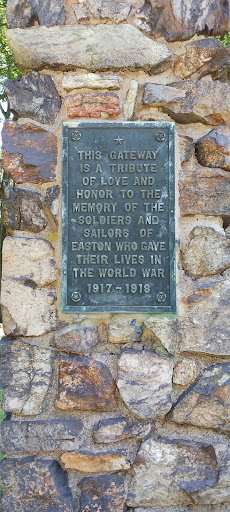 THIS GATEWAY
IS A TRIBUTE
OF LOVE AND
HONOR TO THE
MEMORY OF THE
SOLDIERS AND
SAILORS OF
EASTON WHO GAVE
THEIR LIVES IN
THE WORLD WAR
1917-1918